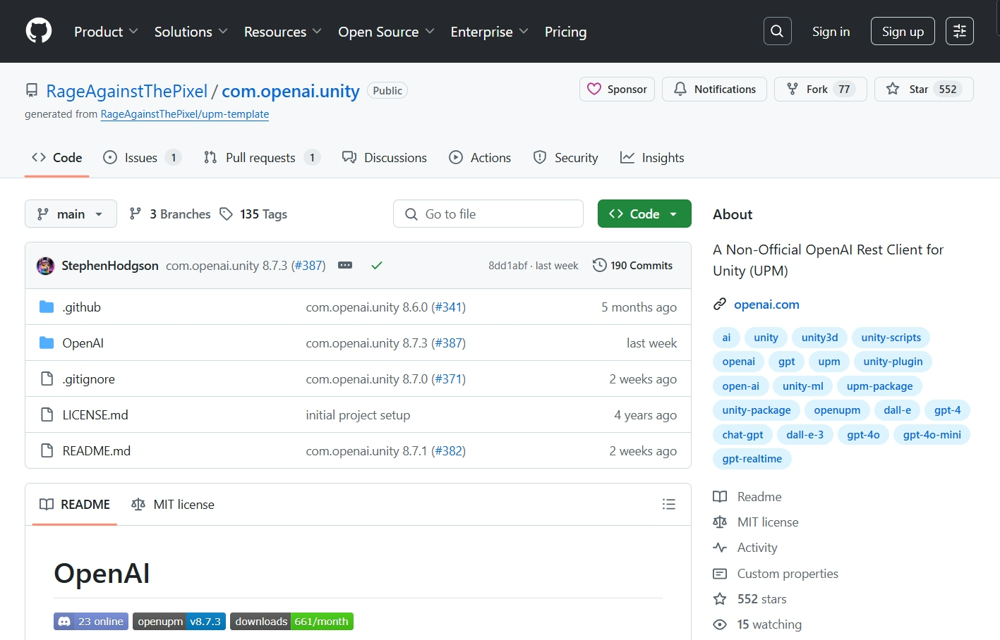 Product Solutions Resources Open Source Enterprise Pricing Sign in Sign up
RageAgainstThePixel / com.openai.unity Public Sponsor Notifications Fork 77 Star 552
generated from RageAgainstThePixel/upm-template
Code Issues 1 Pull requests 1 Discussions Actions Security Insights
main 3 Branches 135 Tags Go to file Code
StephenHodgson com.openai.unity 8.7.3 (#387) 8dd1abf · last week 190 Commits
.github com.openai.unity 8.6.0 (#341) 5 months ago
OpenAI com.openai.unity 8.7.3 (#387) last week
.gitignore com.openai.unity 8.7.0 (#371) 2 weeks ago
LICENSE.md initial project setup 4 years ago
README.md com.openai.unity 8.7.1 (#382) 2 weeks ago
README MIT license
OpenAI
23 online openupm v8.7.3 downloads 661/month
About
A Non-Official OpenAI Rest Client for
Unity (UPM)
openai.com
ai unity unity3d unity-scripts
openai gpt upm unity-plugin
open-ai unity-ml upm-package
unity-package openupm dall-e gpt-4
chat-gpt dall-e-3 gpt-4o gpt-4o-mini
gpt-realtime
Readme
MIT license
Activity
Custom properties
552 stars
15 watching